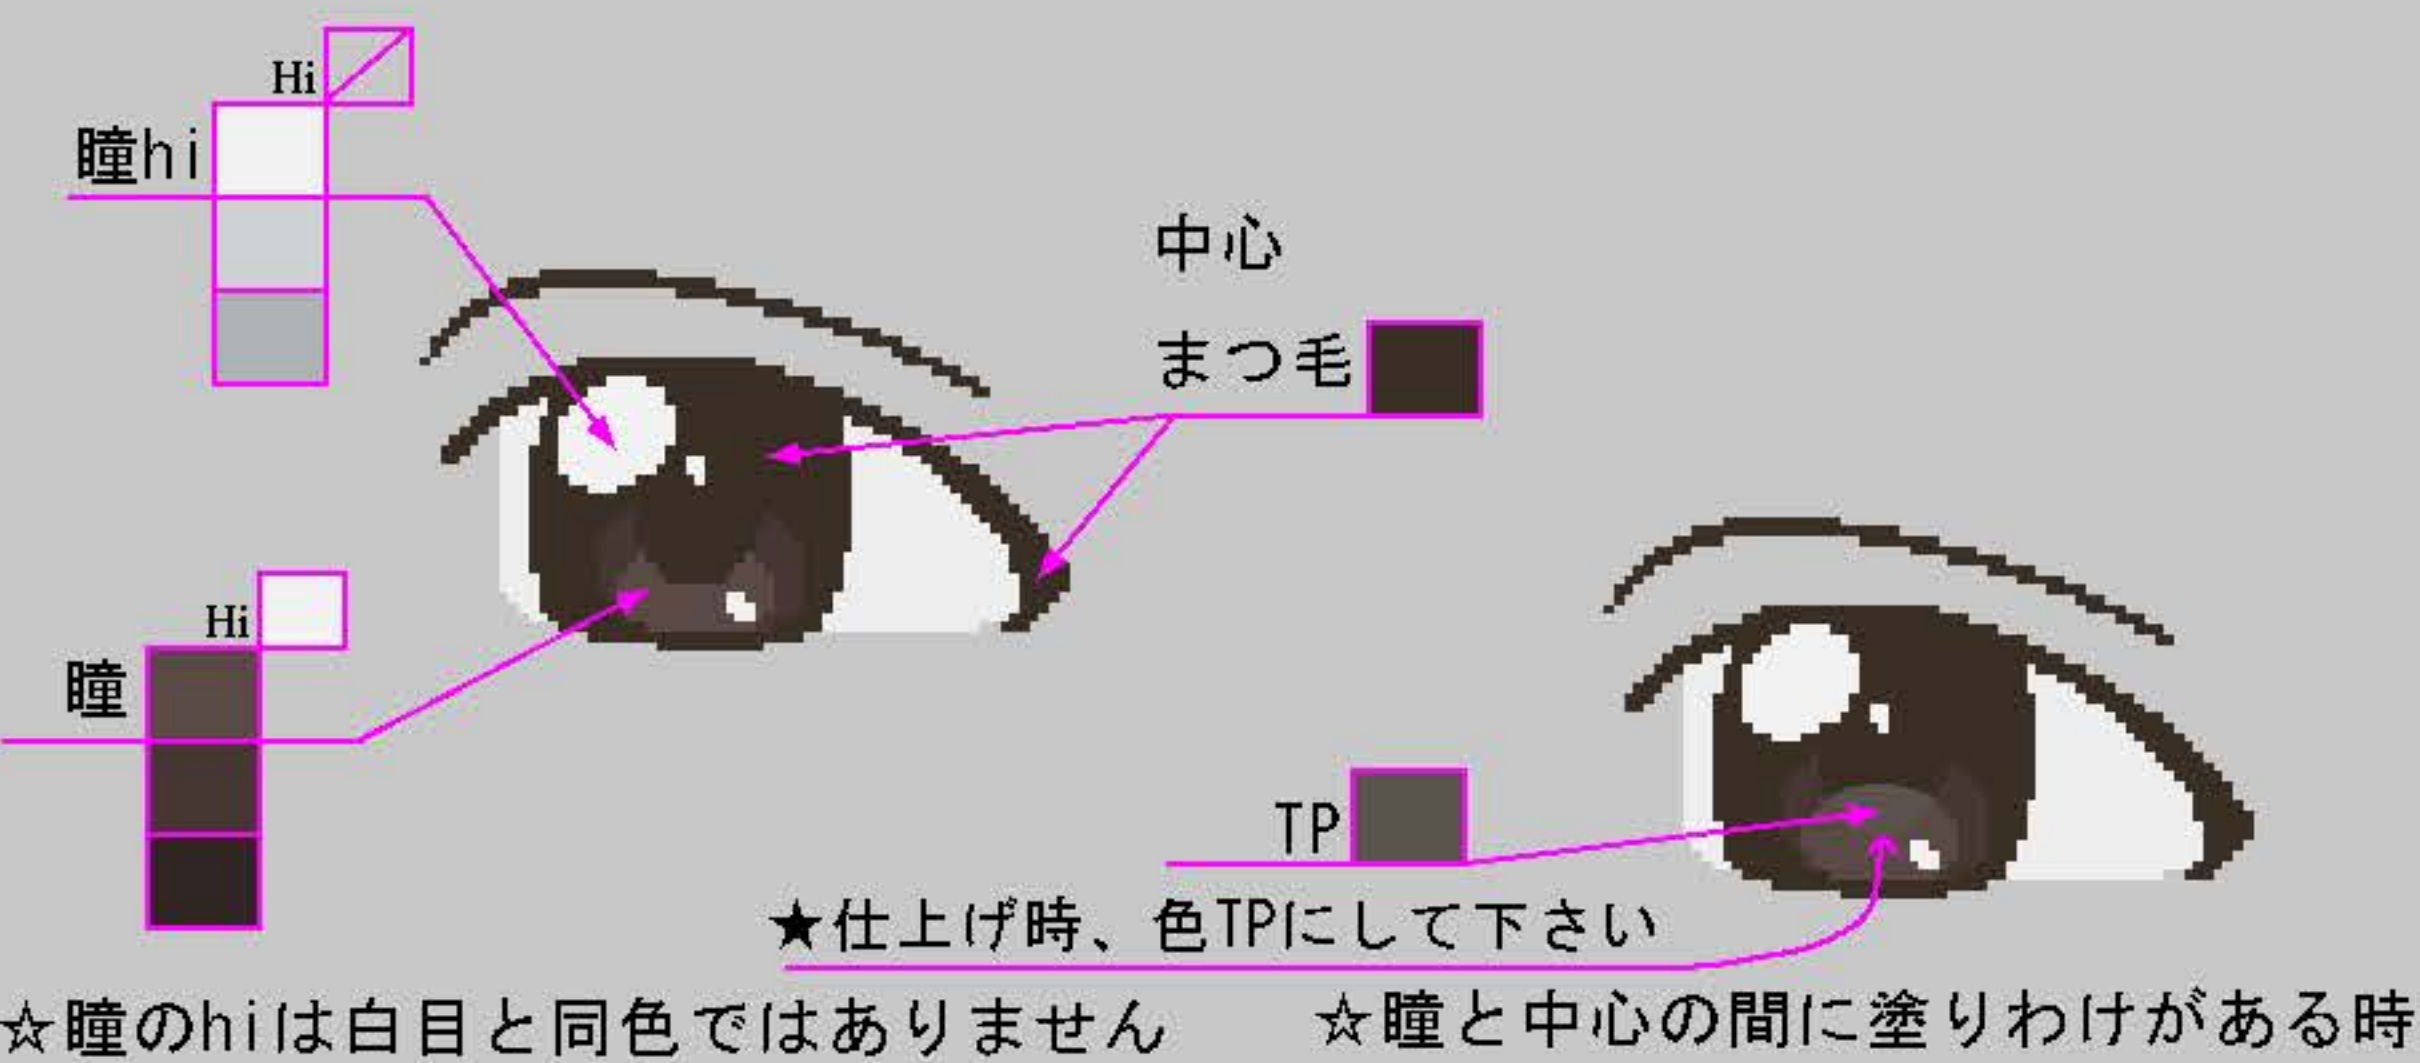 Hi
瞳hi
中心
まつ毛
Hi
瞳
TP
★仕上げ時、色TPにして下さい
☆瞳のhiは白目と同色ではありません
☆瞳と中心の間に塗りわけがある時